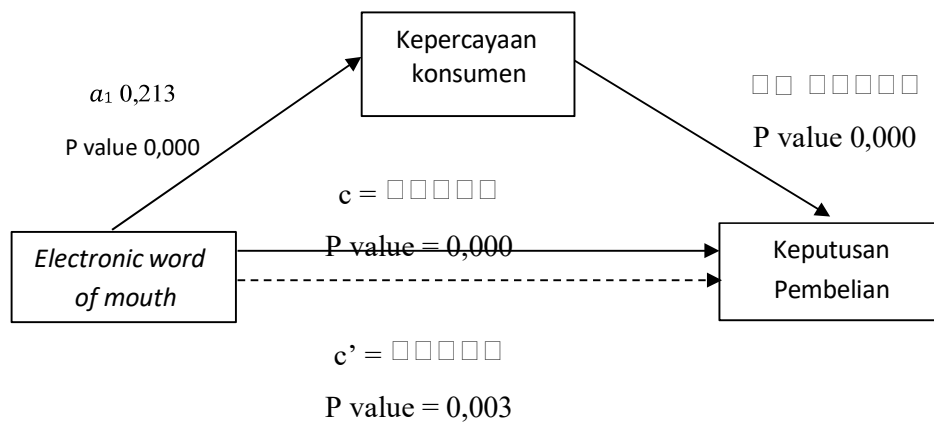 Kepercayaan
konsumen
a₁ 0,213
P value 0,000
P value 0,000
c =
P value = 0,000
Electronic word
of mouth
Keputusan
Pembelian
c’ =
P value = 0,003